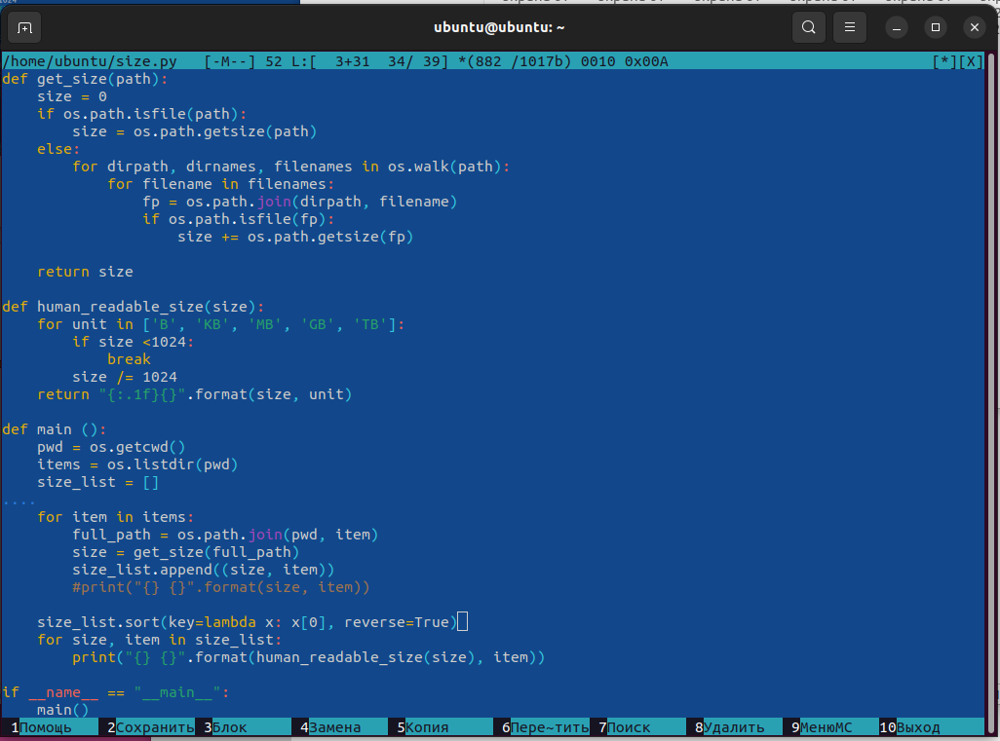 ubuntu@ubuntu: ~
/home/ubuntu/size.py   [-M--] 52 L:[  3+31  34/ 39] *(882 /1017b) 0010 0x00A                              [*][X]
def get_size(path):
    size = 0
    if os.path.isfile(path):
        size = os.path.getsize(path)
    else:
        for dirpath, dirnames, filenames in os.walk(path):
            for filename in filenames:
                fp = os.path.join(dirpath, filename)
                if os.path.isfile(fp):
                    size += os.path.getsize(fp)

    return size

def human_readable_size(size):
    for unit in ['B', 'KB', 'MB', 'GB', 'TB']:
        if size <1024:
            break
        size /= 1024
    return "{:.1f}{}".format(size, unit)

def main ():
    pwd = os.getcwd()
    items = os.listdir(pwd)
    size_list = []
....
    for item in items:
        full_path = os.path.join(pwd, item)
        size = get_size(full_path)
        size_list.append((size, item))
        #print("{} {}".format(size, item))

    size_list.sort(key=lambda x: x[0], reverse=True)
    for size, item in size_list:
        print("{} {}".format(human_readable_size(size), item))

if __name__ == "__main__":
    main()
1Помощь 2Сохранить 3Блок 4Замена 5Копия 6Пере~тить 7Поиск 8Удалить 9МенюМС 10Выход